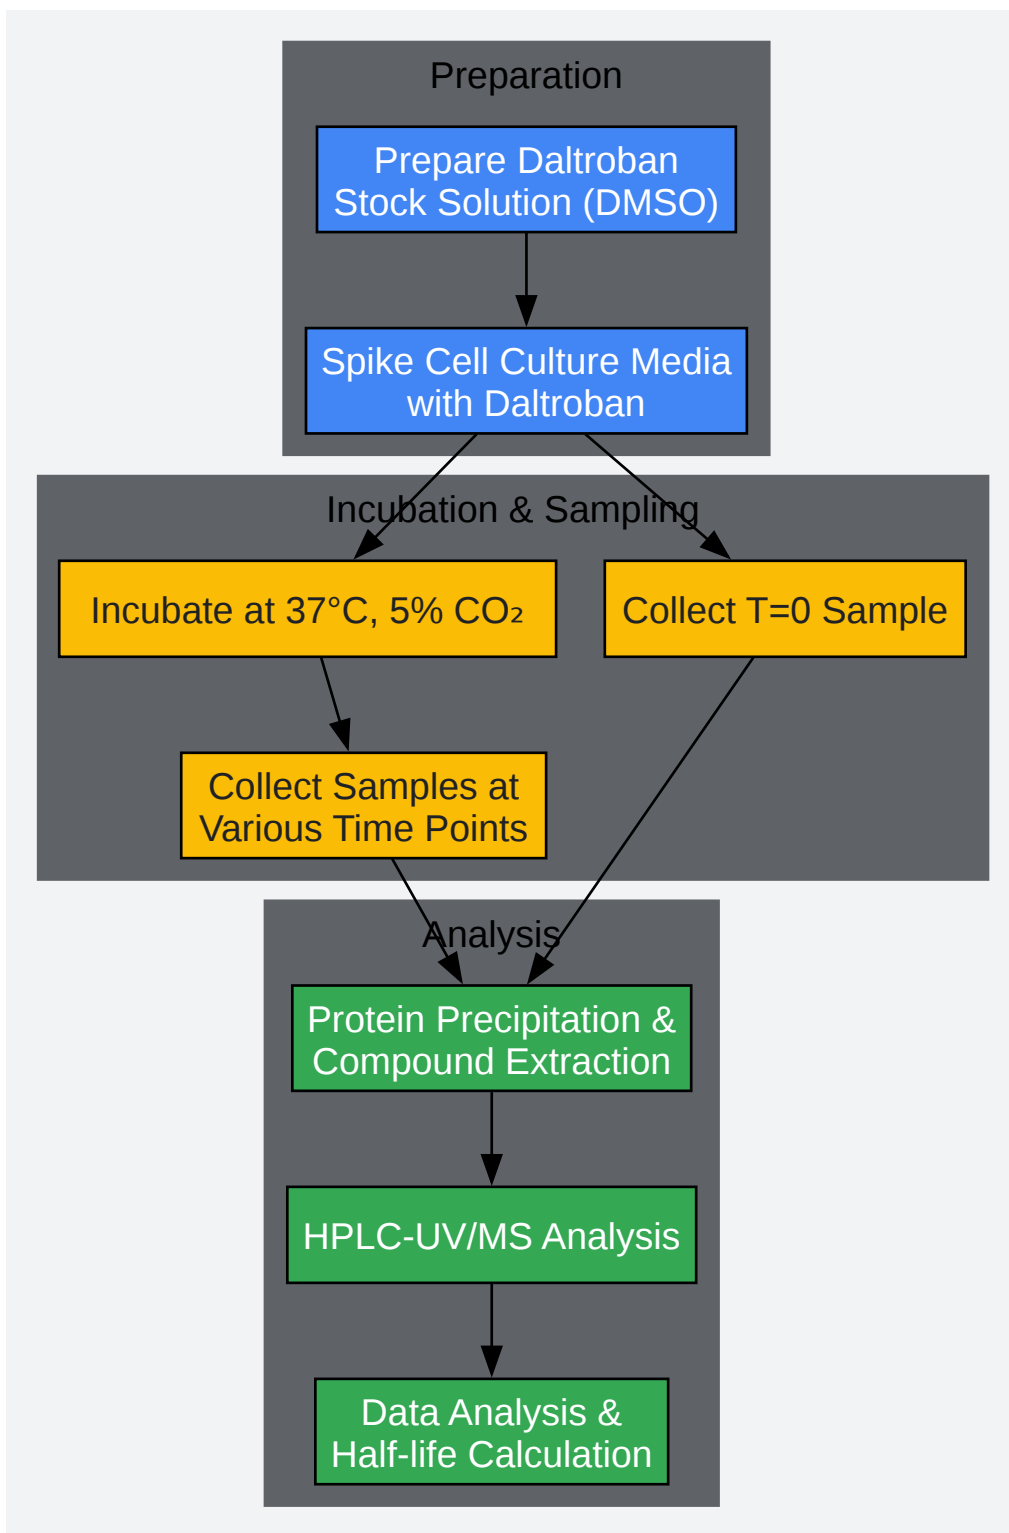 Preparation
Prepare Daltroban
Stock Solution (DMSO)
Spike Cell Culture Media
with Daltroban
Incubation & Sampling
Incubate at 37°C, 5% CO₂
Collect T=0 Sample
Collect Samples at
Various Time Points
Analysis
Protein Precipitation &
Compound Extraction
HPLC-UV/MS Analysis
Data Analysis &
Half-life Calculation